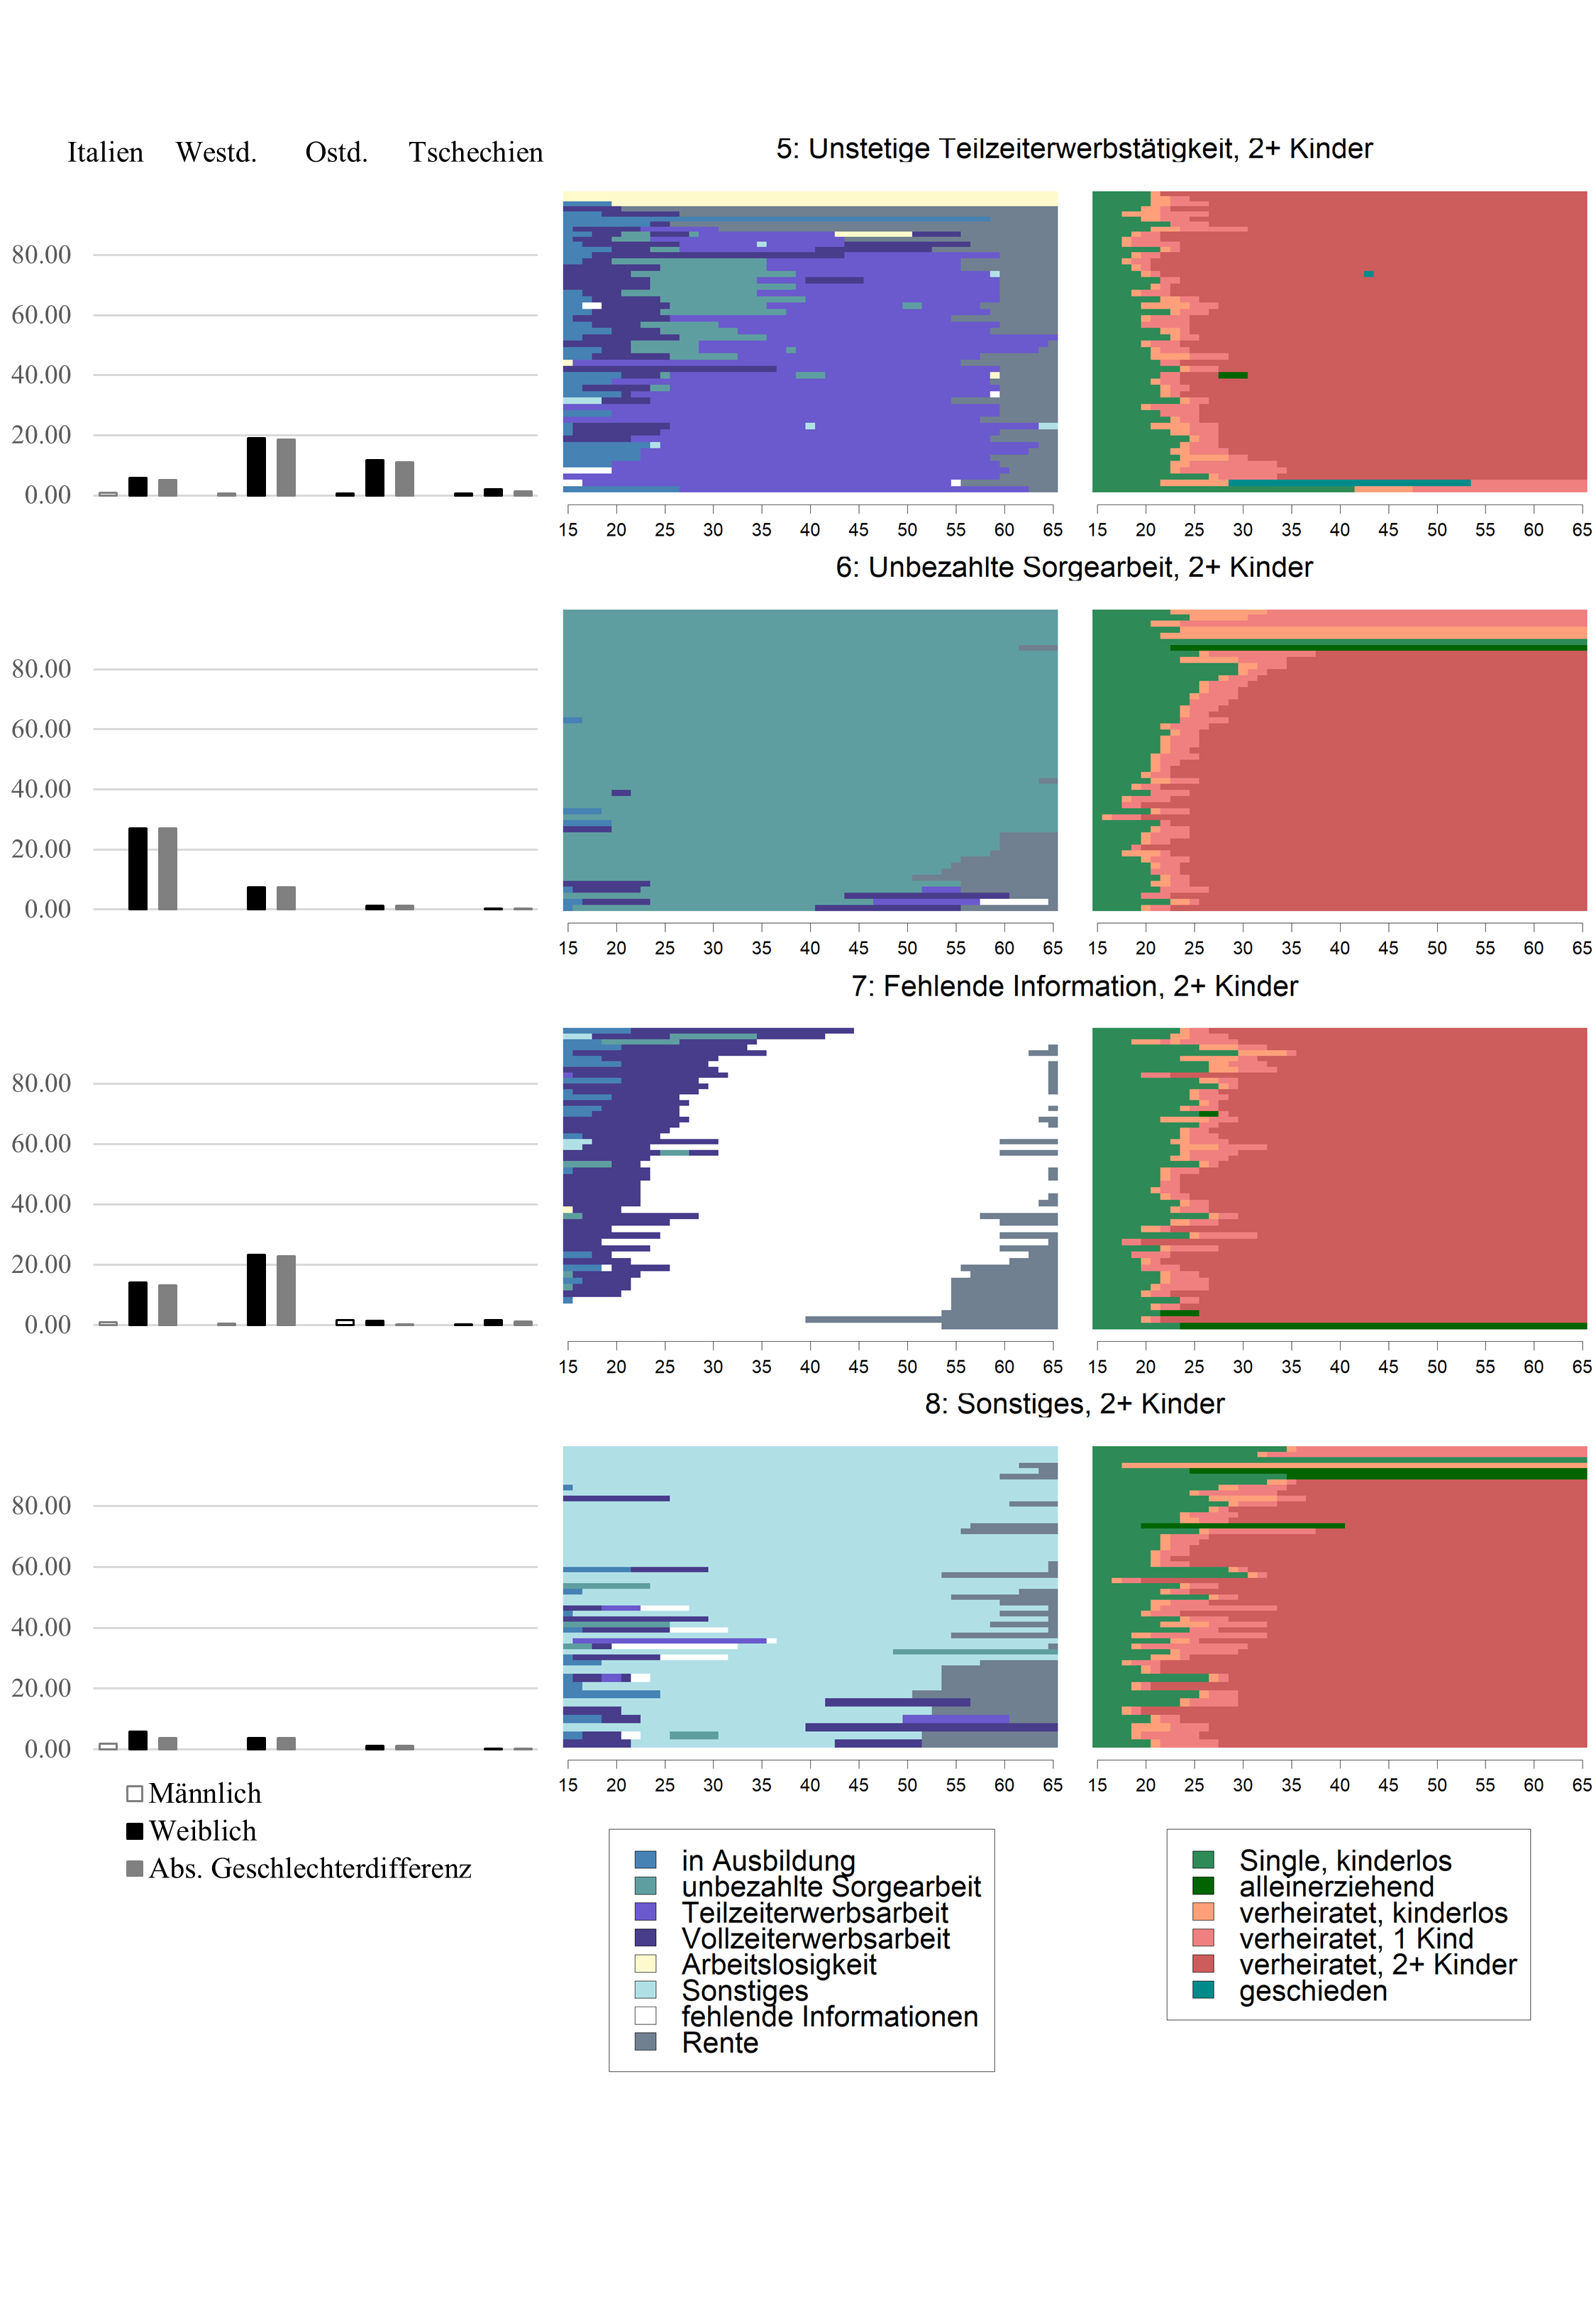 Italien Westd. Ostd. Tschechien
5: Unstetige Teilzeiterwerbstätigkeit, 2+ Kinder
80.00
60.00
40.00
20.00
0.00
15 20 25 30 35 40 45 50 55 60 65
15 20 25 30 35 40 45 50 55 60 65
6: Unbezahlte Sorgearbeit, 2+ Kinder
80.00
60.00
40.00
20.00
0.00
15 20 25 30 35 40 45 50 55 60 65
15 20 25 30 35 40 45 50 55 60 65
7: Fehlende Information, 2+ Kinder
80.00
60.00
40.00
20.00
0.00
15 20 25 30 35 40 45 50 55 60 65
15 20 25 30 35 40 45 50 55 60 65
8: Sonstiges, 2+ Kinder
80.00
60.00
40.00
20.00
0.00
15 20 25 30 35 40 45 50 55 60 65
15 20 25 30 35 40 45 50 55 60 65
Männlich
Weiblich
Abs. Geschlechterdifferenz
in Ausbildung
unbezahlte Sorgearbeit
Teilzeiterwerbsarbeit
Vollzeiterwerbsarbeit
Arbeitslosigkeit
Sonstiges
fehlende Informationen
Rente
Single, kinderlos
alleinerziehend
verheiratet, kinderlos
verheiratet, 1 Kind
verheiratet, 2+ Kinder
geschieden